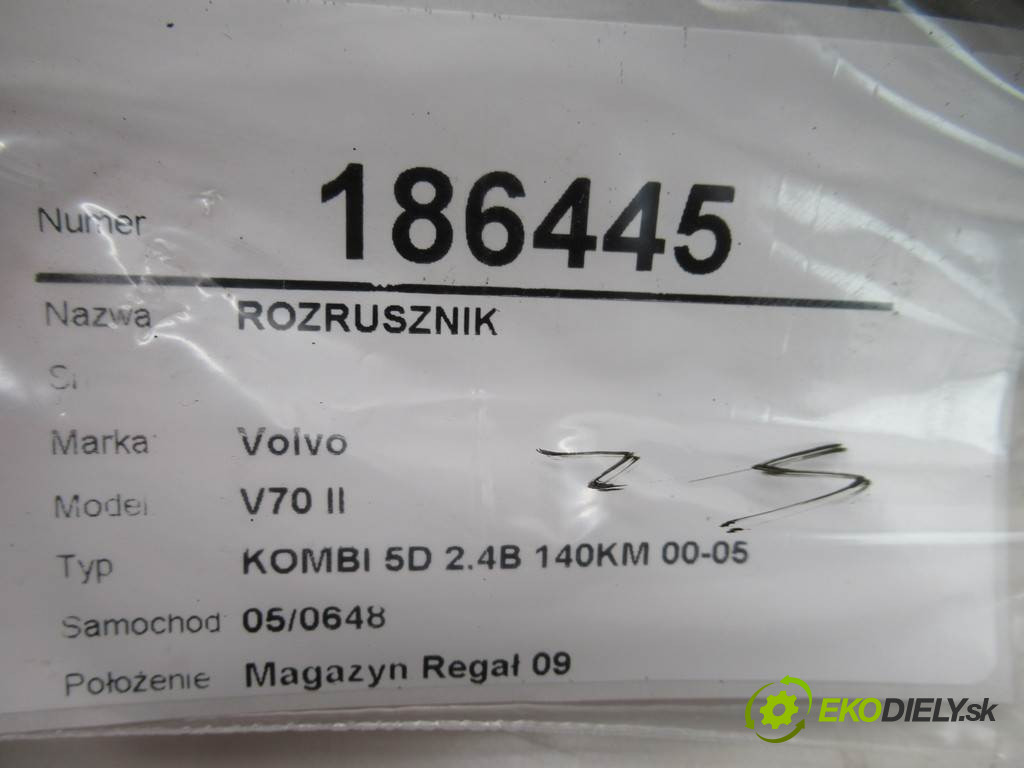 Numer 186445
Nazwa ROZRUSZNIK
Marka Volvo
Model V70 II
Typ KOMBI 5D 2.4B 140KM 00-05
Samochod 05/0648
Położenie Magazyn Regał 09
EKODIELY.sk